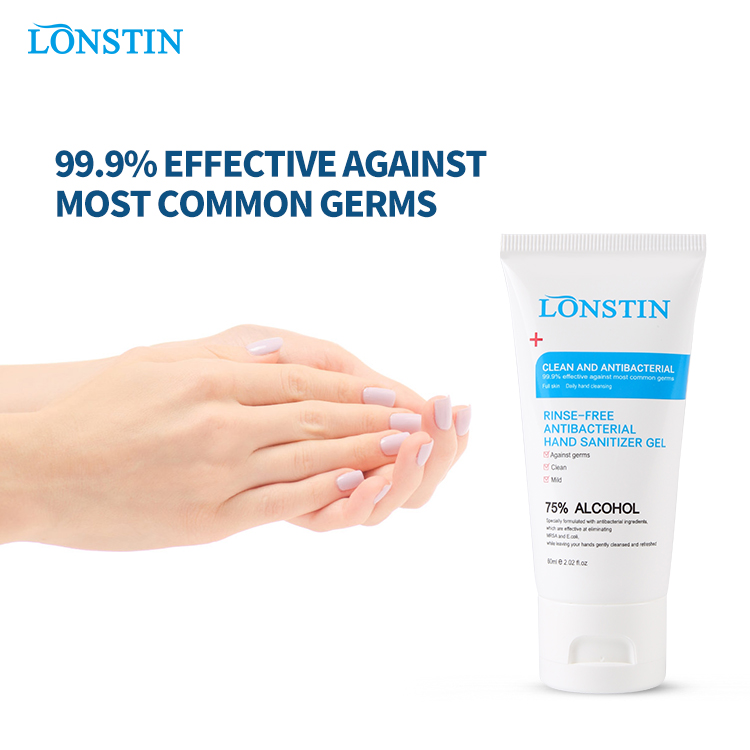 LONSTIN
99.9% EFFECTIVE AGAINST
MOST COMMON GERMS
LONSTIN
CLEAN AND ANTIBACTERIAL
99.9% effective against most common germs
Full skin Daily hand cleansing
RINSE-FREE
ANTIBACTERIAL
HAND SANITIZER GEL
Against germs
Clean
Mild
75% ALCOHOL
Specially formulated with antibacterial ingredients,
which are effective at eliminating
MRSA and E.coli,
while leaving your hands gently cleansed and refreshed
60ml e 2.02 fl.oz